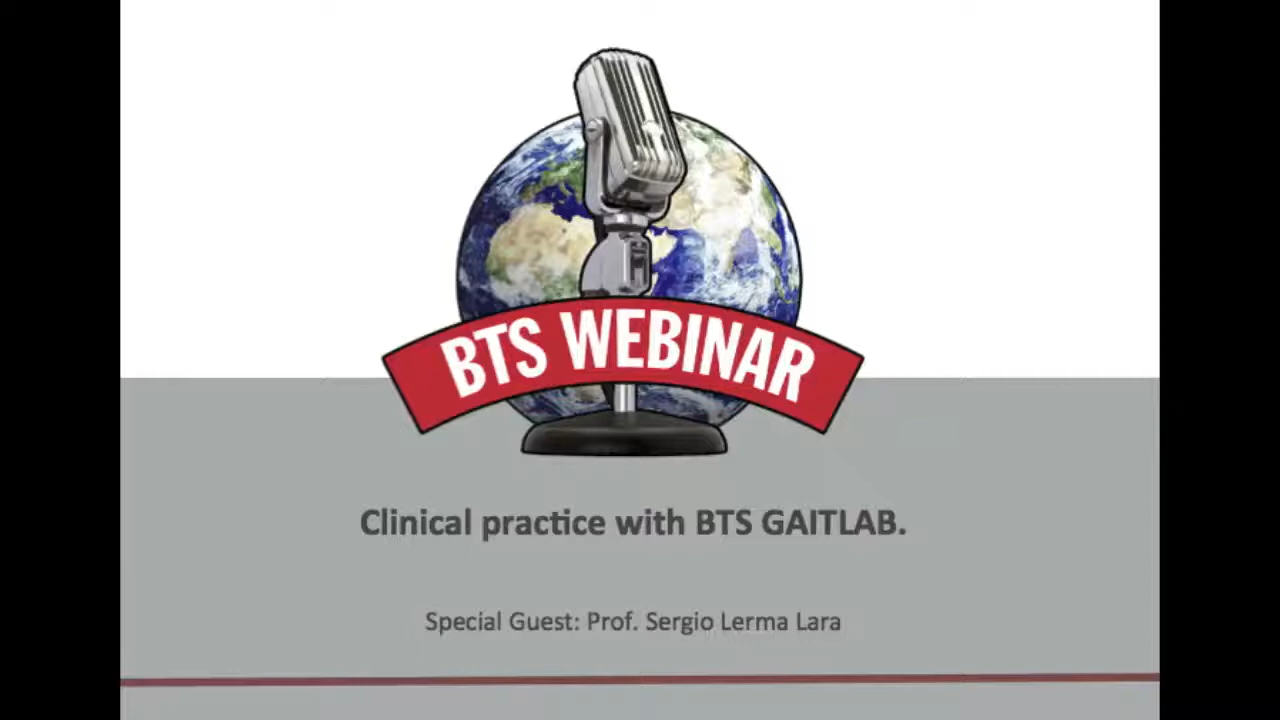 BTS WEBINAR
Clinical practice with BTS GAITLAB.
Special Guest: Prof. Sergio Lerma Lara